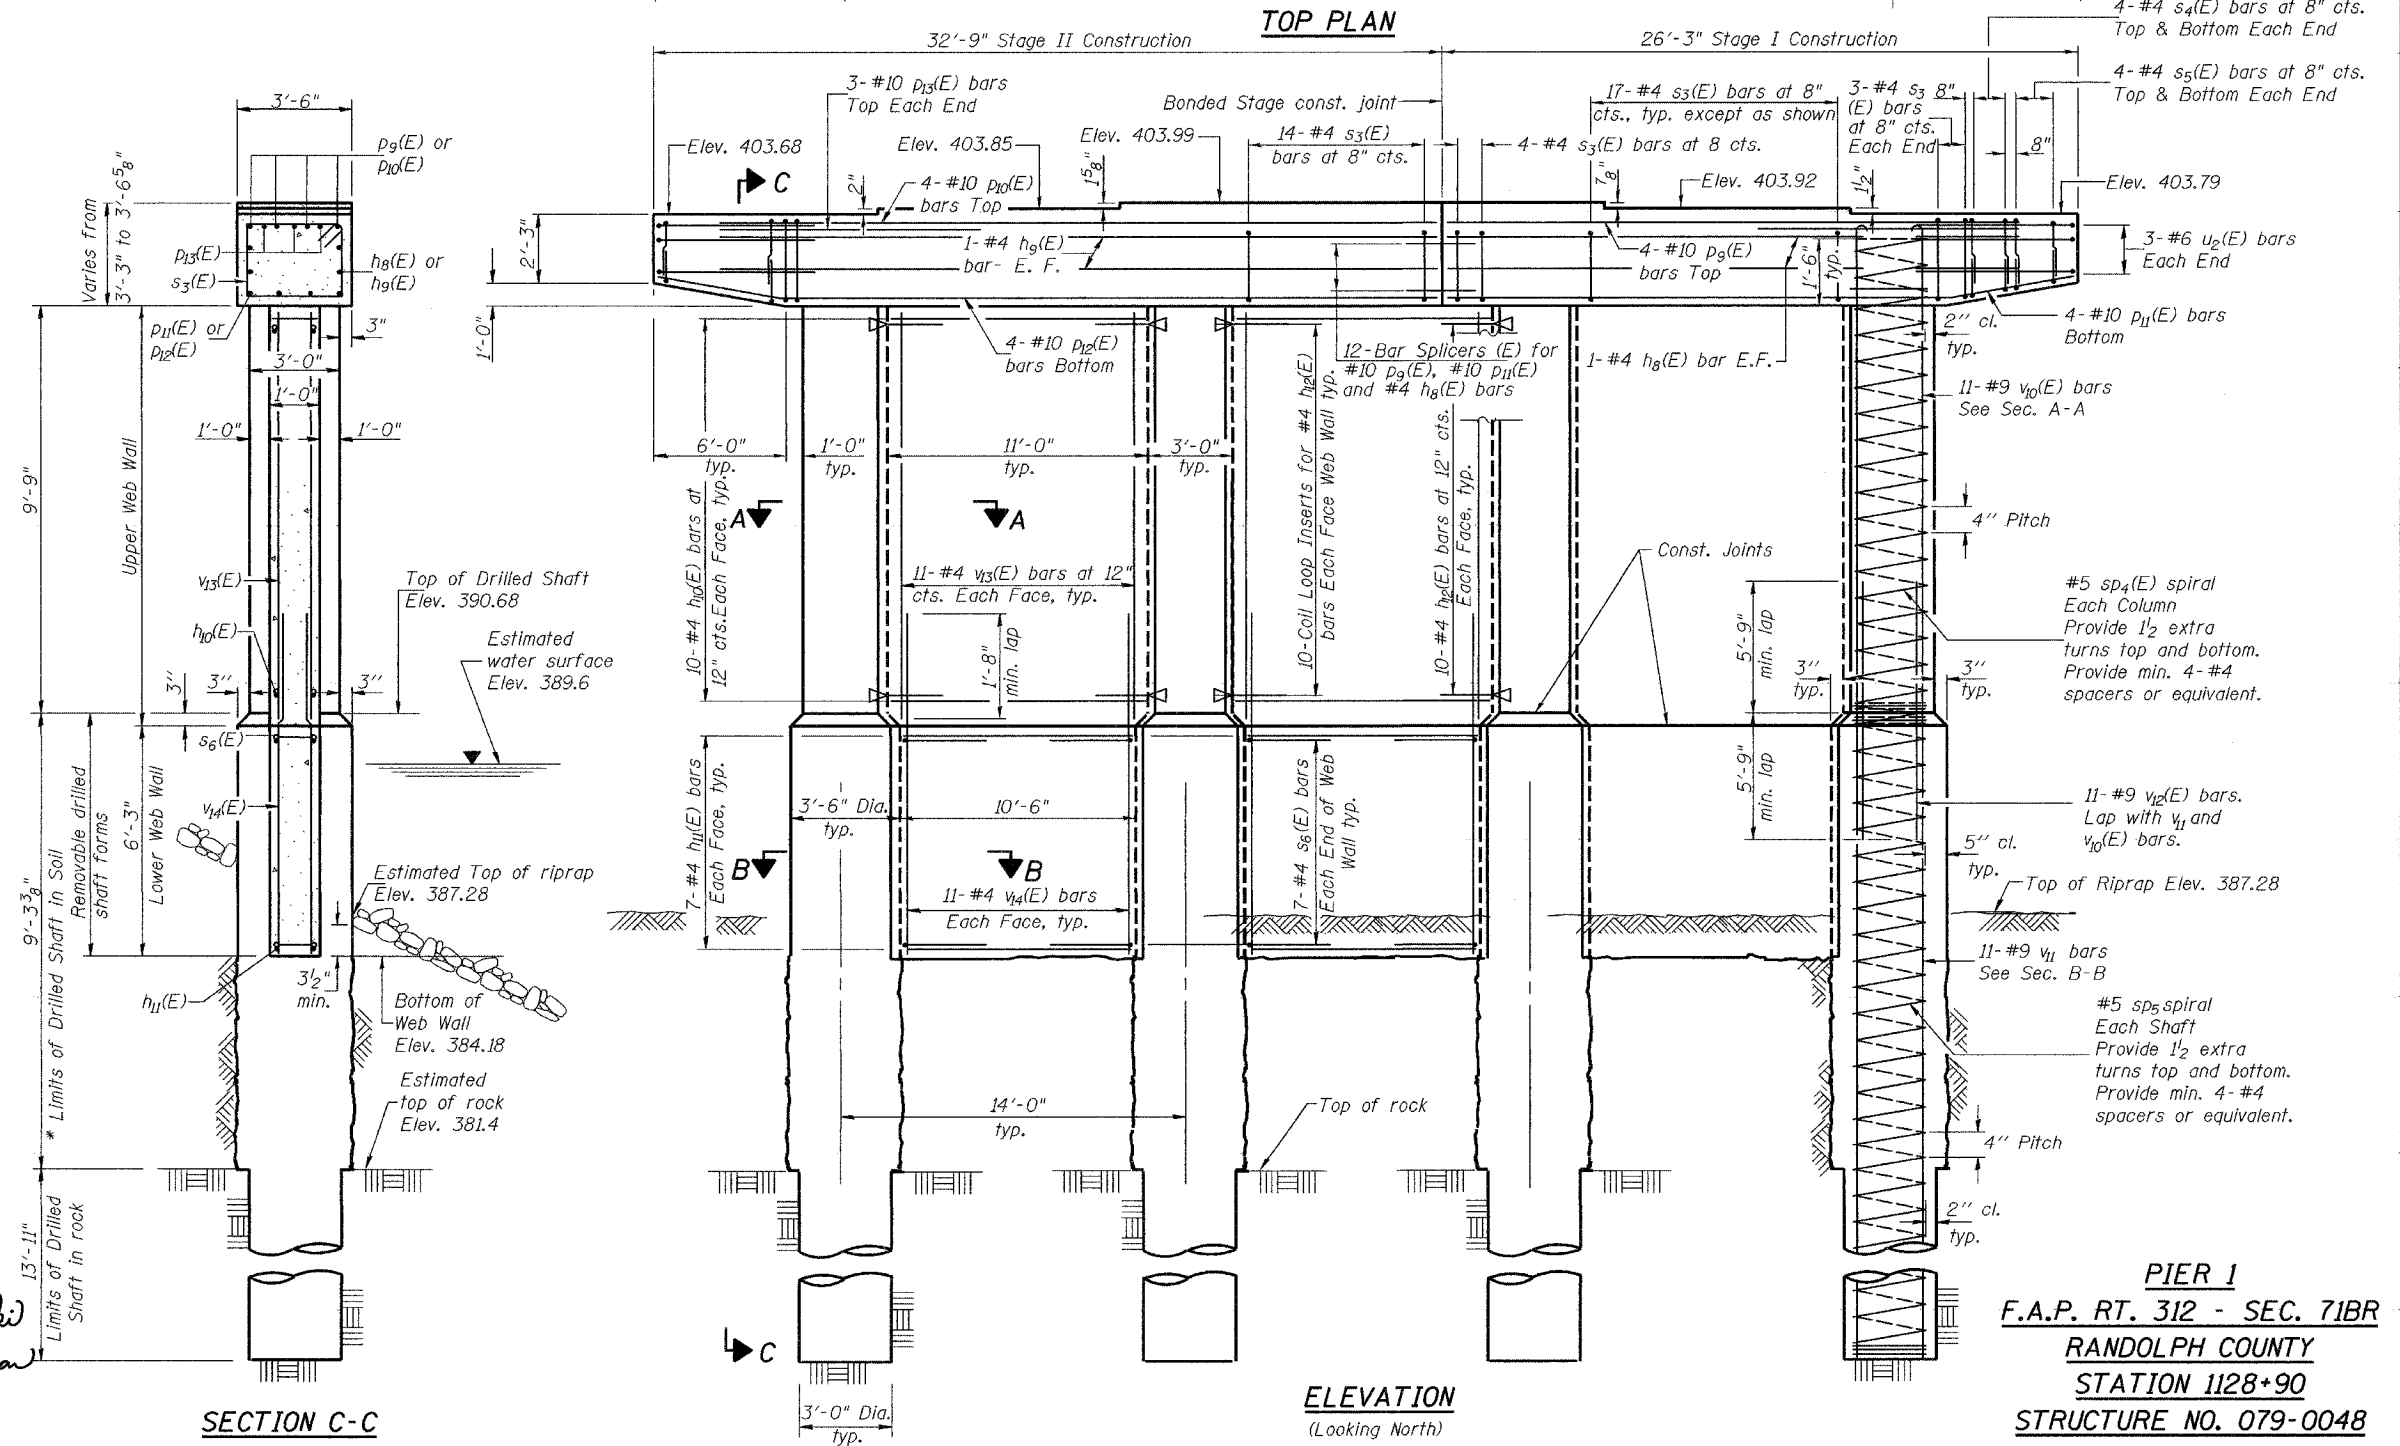 TOP PLAN
32'-9" Stage II Construction
26'-3" Stage I Construction
4-#4 s4(E) bars at 8" cts.
Top & Bottom Each End
4-#4 s5(E) bars at 8" cts.
Top & Bottom Each End
3-#10 p13(E) bars
Top Each End
Bonded Stage const. joint
17-#4 s3(E) bars at 8"
cts., typ. except as shown
3-#4 s3
(E) bars
at 8" cts.
Each End
8"
8"
3'-6"
p9(E) or
p10(E)
Elev. 403.68
Elev. 403.85
Elev. 403.99
14-#4 s3(E)
bars at 8" cts.
4-#4 s3(E) bars at 8 cts.
C
2"
4-#10 p10(E)
bars Top
1 5/8"
7/8"
Elev. 403.92
1 1/2"
Elev. 403.79
Varies from
3'-3" to 3'-6 5/8"
p13(E)
s3(E)
h8(E) or
h9(E)
p11(E) or
p12(E)
2'-3"
1'-0"
1-#4 h9(E)
bar- E. F.
4-#10 p9(E)
bars Top
1'-6"
typ.
3-#6 u2(E) bars
Each End
3"
3'-0"
1'-0"
1'-0"
1'-0"
4-#10 p12(E)
bars Bottom
12-Bar Splicers (E) for
#10 p9(E), #10 p11(E)
and #4 h8(E) bars
1-#4 h8(E) bar E.F.
2" cl.
typ.
4-#10 p11(E) bars
Bottom
11-#9 v10(E) bars
See Sec. A-A
9'-9"
Upper Web Wall
6'-0"
typ.
1'-0"
typ.
11'-0"
typ.
3'-0"
typ.
10-#4 h10(E) bars at
12" cts.Each Face, typ.
10-Coil Loop Inserts for #4 h12(E)
bars Each Face Web Wall typ.
10-#4 h12(E) bars at 12" cts.
Each Face, typ.
A
A
4" Pitch
Const. Joints
v13(E)
Top of Drilled Shaft
Elev. 390.68
11-#4 v13(E) bars at 12"
cts. Each Face, typ.
1'-8"
min. lap
5'-9"
min. lap
#5 sp4(E) spiral
Each Column
Provide 1 1/2 extra
turns top and bottom.
Provide min. 4-#4
spacers or equivalent.
h10(E)
Estimated
water surface
Elev. 389.6
3"
3"
3"
3"
typ.
3"
typ.
s6(E)
v14(E)
9'-3 3/8"
* Limits of Drilled Shaft in Soil
Removable drilled
shaft forms
6'-3"
Lower Web Wall
7-#4 h11(E) bars
Each Face, typ.
3'-6" Dia.
typ.
10'-6"
7-#4 s6(E) bars
Each End of Web
Wall typ.
5'-9"
min. lap
11-#9 v12(E) bars.
Lap with v11 and
v10(E) bars.
5" cl.
typ.
B
B
Estimated Top of riprap
Elev. 387.28
11-#4 v14(E) bars
Each Face, typ.
Top of Riprap Elev. 387.28
11-#9 v11 bars
See Sec. B-B
h11(E)
3 1/2"
min.
Bottom of
Web Wall
Elev. 384.18
#5 sp5 spiral
Each Shaft
Provide 1 1/2 extra
turns top and bottom.
Provide min. 4-#4
spacers or equivalent.
Estimated
top of rock
Elev. 381.4
14'-0"
typ.
Top of rock
4" Pitch
13'-11"
Limits of Drilled
Shaft in rock
2" cl.
typ.
C
3'-0" Dia.
typ.
SECTION C-C
ELEVATION
(Looking North)
PIER 1
F.A.P. RT. 312 - SEC. 71BR
RANDOLPH COUNTY
STATION 1128+90
STRUCTURE NO. 079-0048